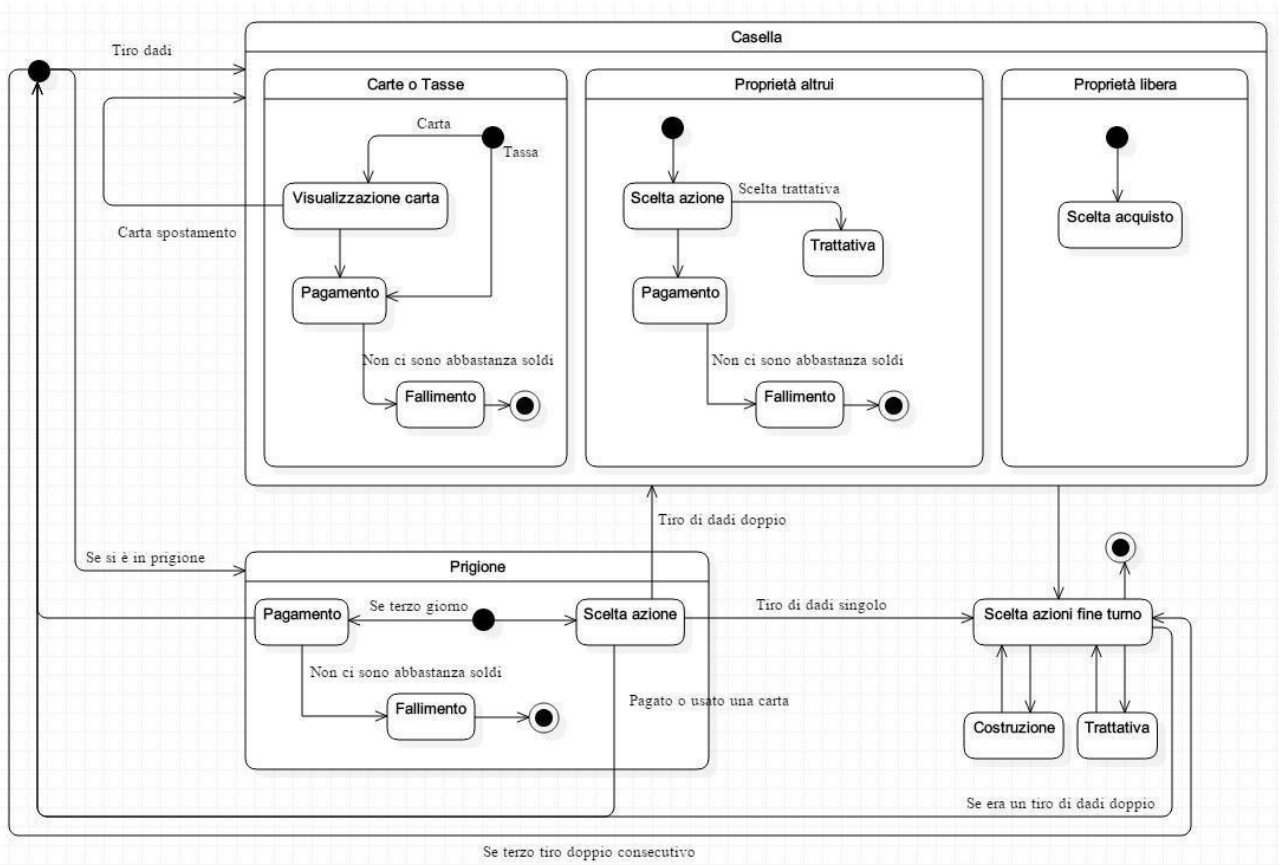 Casella
Tiro dadi
Carte o Tasse
Proprietà altrui
Proprietà libera
Carta
Tassa
Visualizzazione carta
Scelta azione
Scelta trattativa
Scelta acquisto
Carta spostamento
Trattativa
Pagamento
Pagamento
Non ci sono abbastanza soldi
Non ci sono abbastanza soldi
Fallimento
Fallimento
Tiro di dadi doppio
Se si è in prigione
Prigione
Pagamento
Se terzo giorno
Scelta azione
Tiro di dadi singolo
Scelta azioni fine turno
Non ci sono abbastanza soldi
Fallimento
Pagato o usato una carta
Costruzione
Trattativa
Se era un tiro di dadi doppio
Se terzo tiro doppio consecutivo